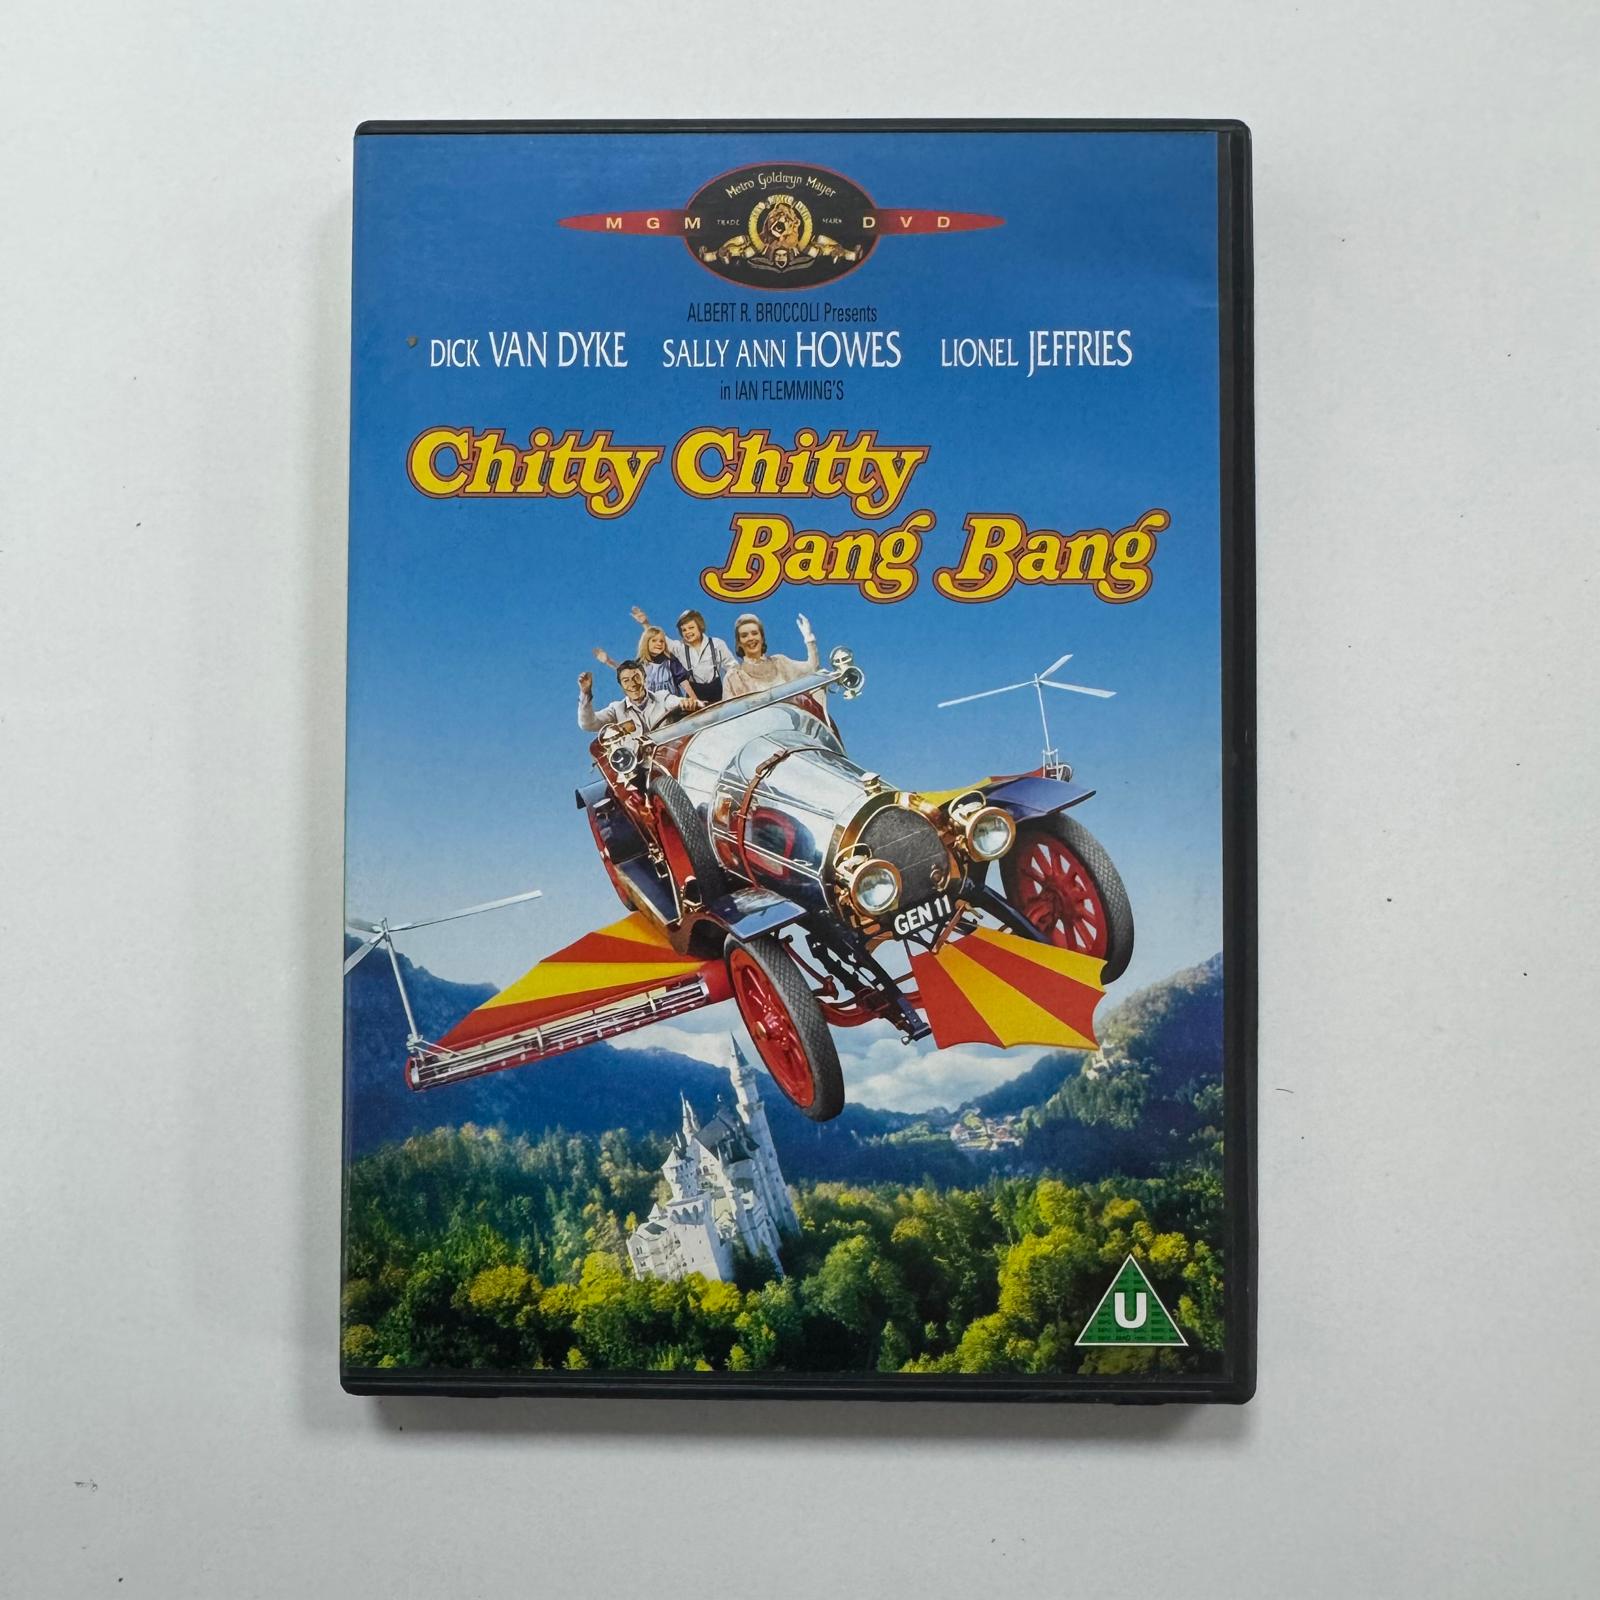 Metro Goldwyn Mayer
MGM TRADE MARK DVD
ALBERT R. BROCCOLI Presents
DICK VAN DYKE SALLY ANN HOWES LIONEL JEFFRIES
in IAN FLEMMING'S
Chitty Chitty
Bang Bang
GEN 11
U